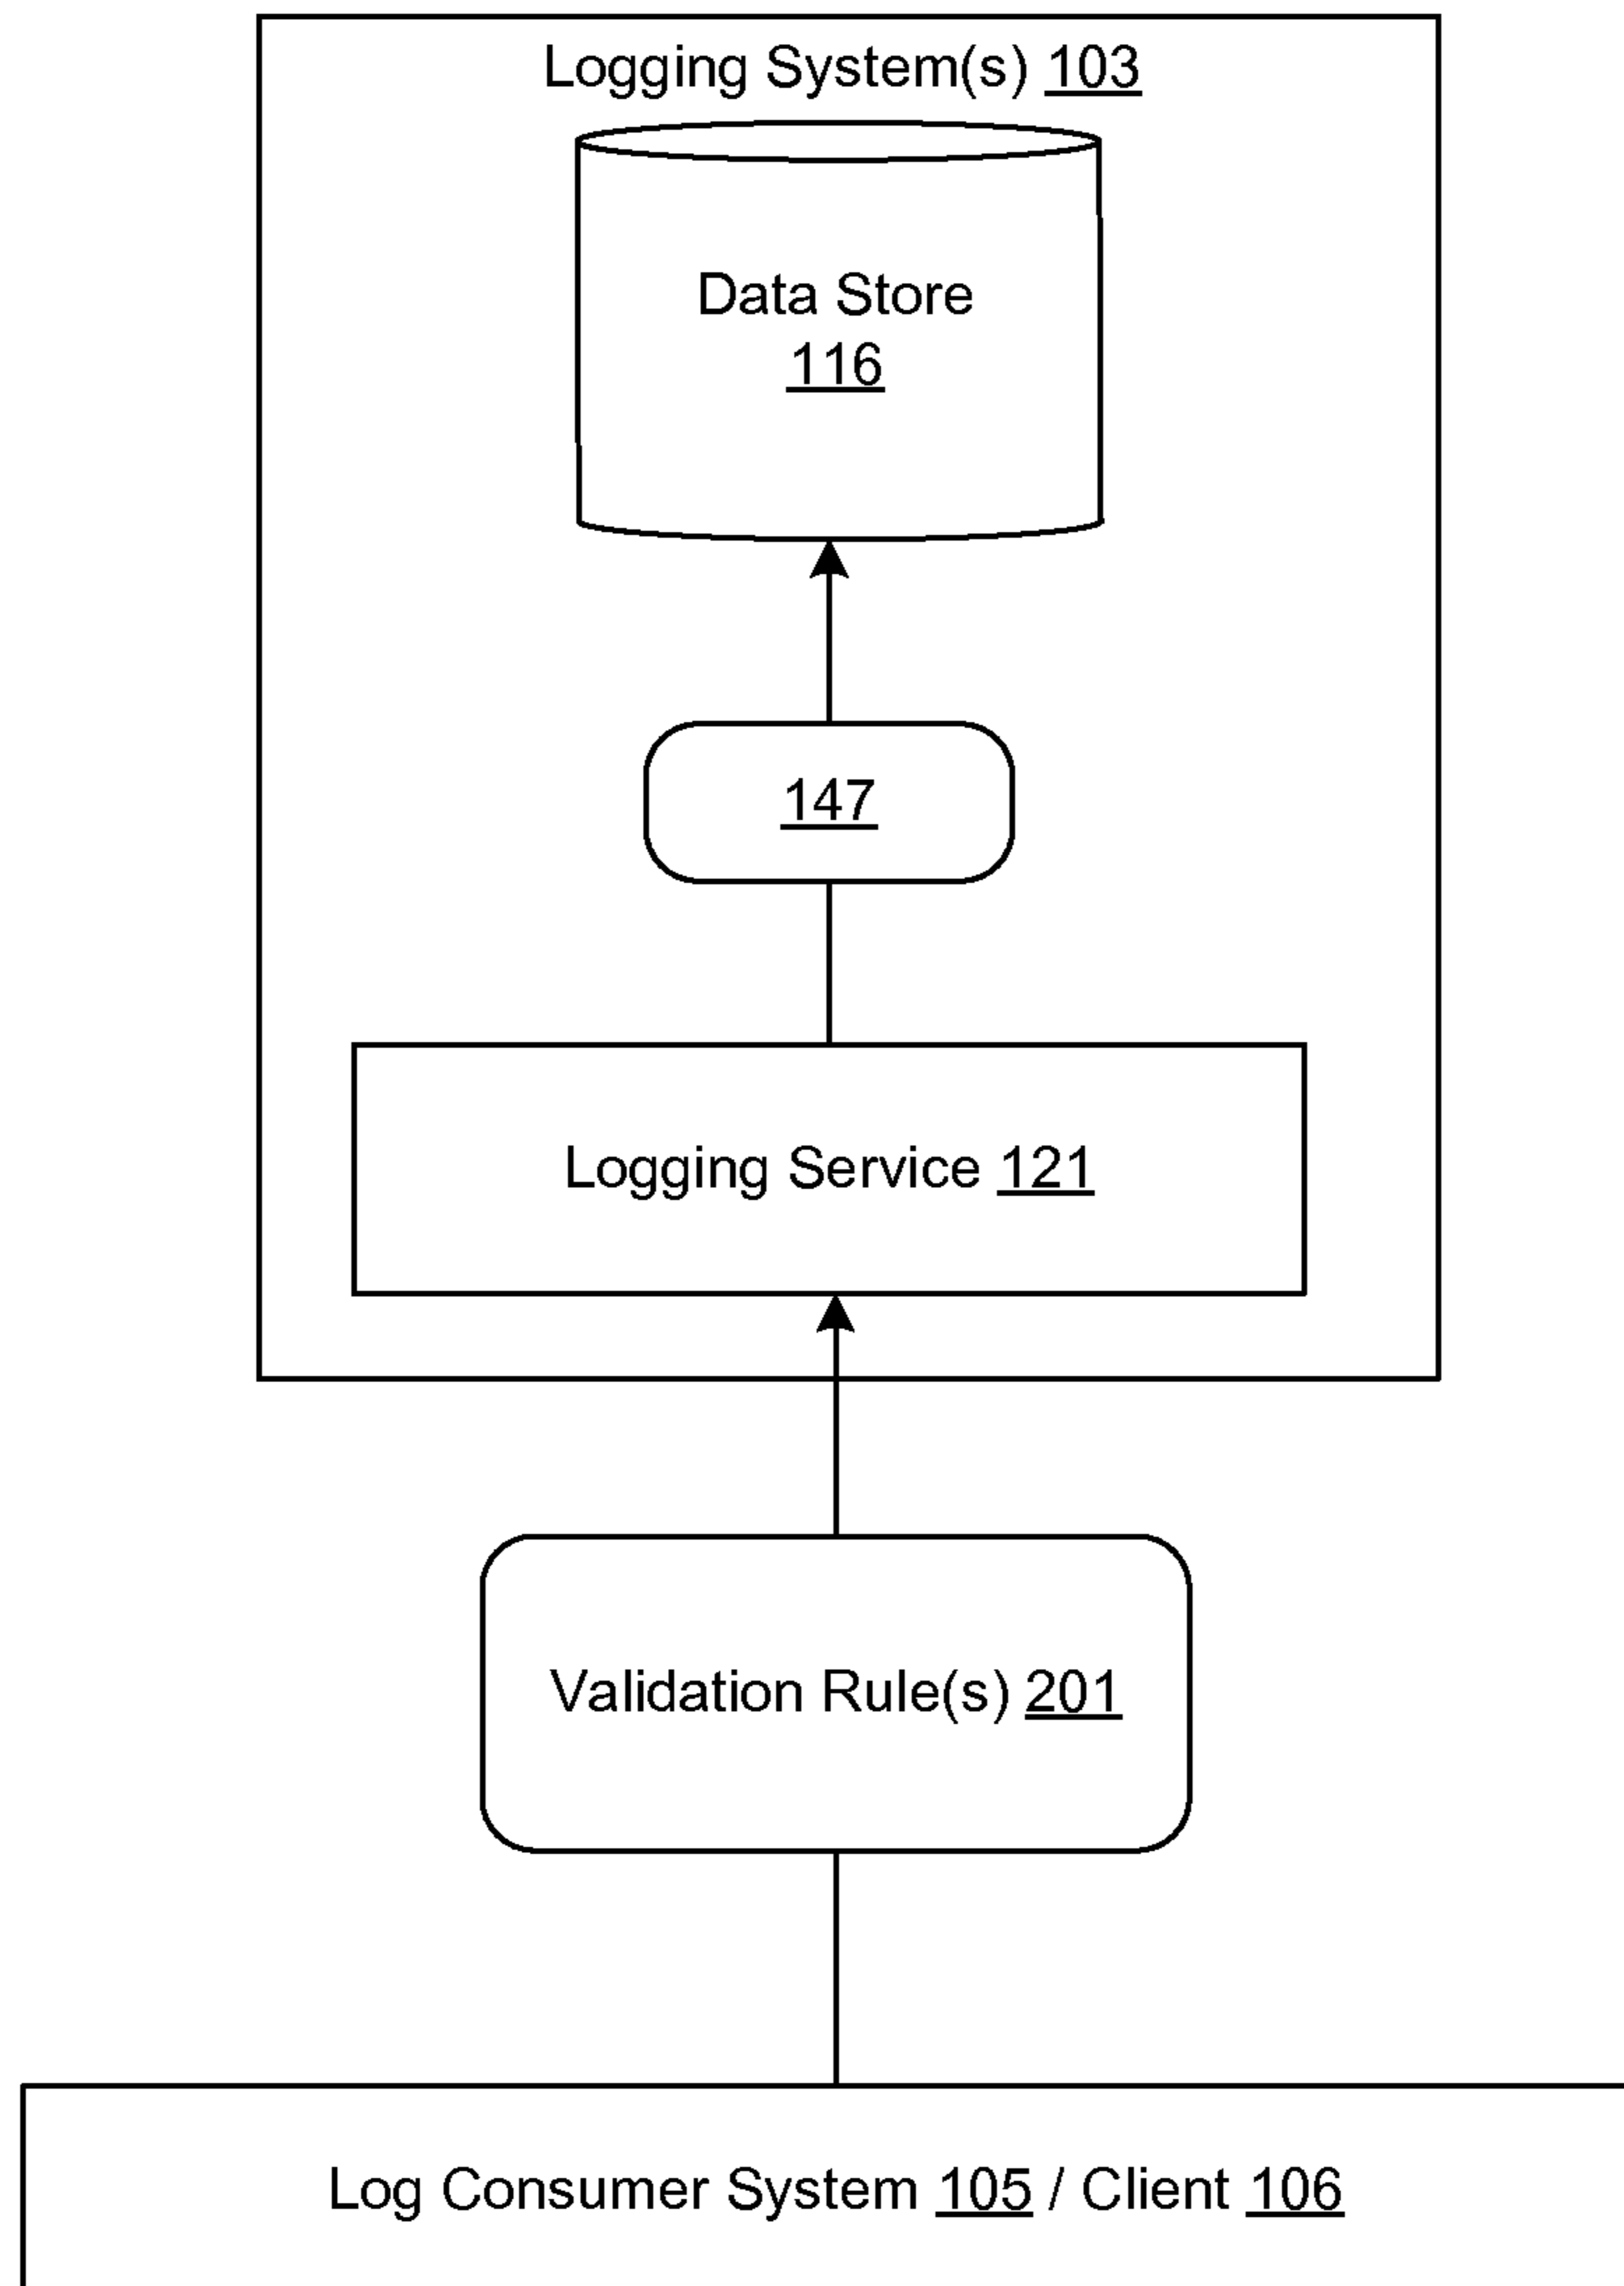 Logging System(s) 103
Data Store
116
147
Logging Service 121
Validation Rule(s) 201
Log Consumer System 105 / Client 106